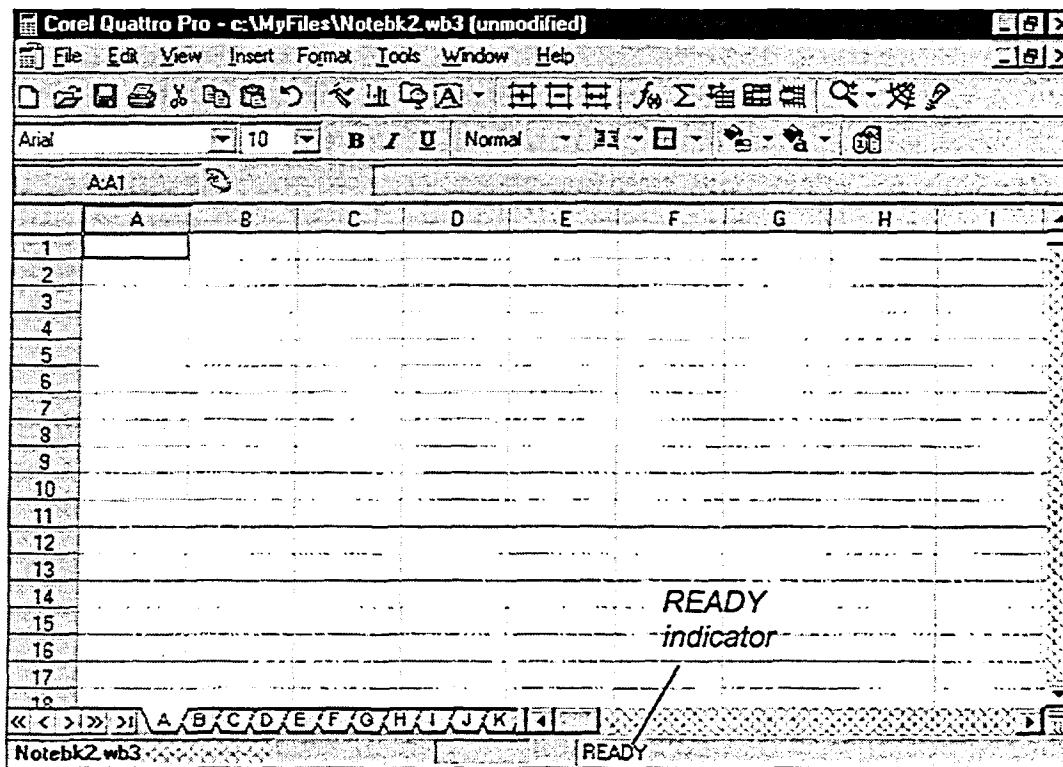 Corel Quattro Pro - c:\MyFiles\Notebk2.wb3 (unmodified)
File Edit View Insert Format Tools Window Help
Arial 10 B I U Normal
A:A1
A B C D E F G H I
1
2
3
4
5
6
7
8
9
10
11
12
13
14
15
16
17
18
READY
indicator
A B C D E F G H I J K
Notebk2.wb3 READY